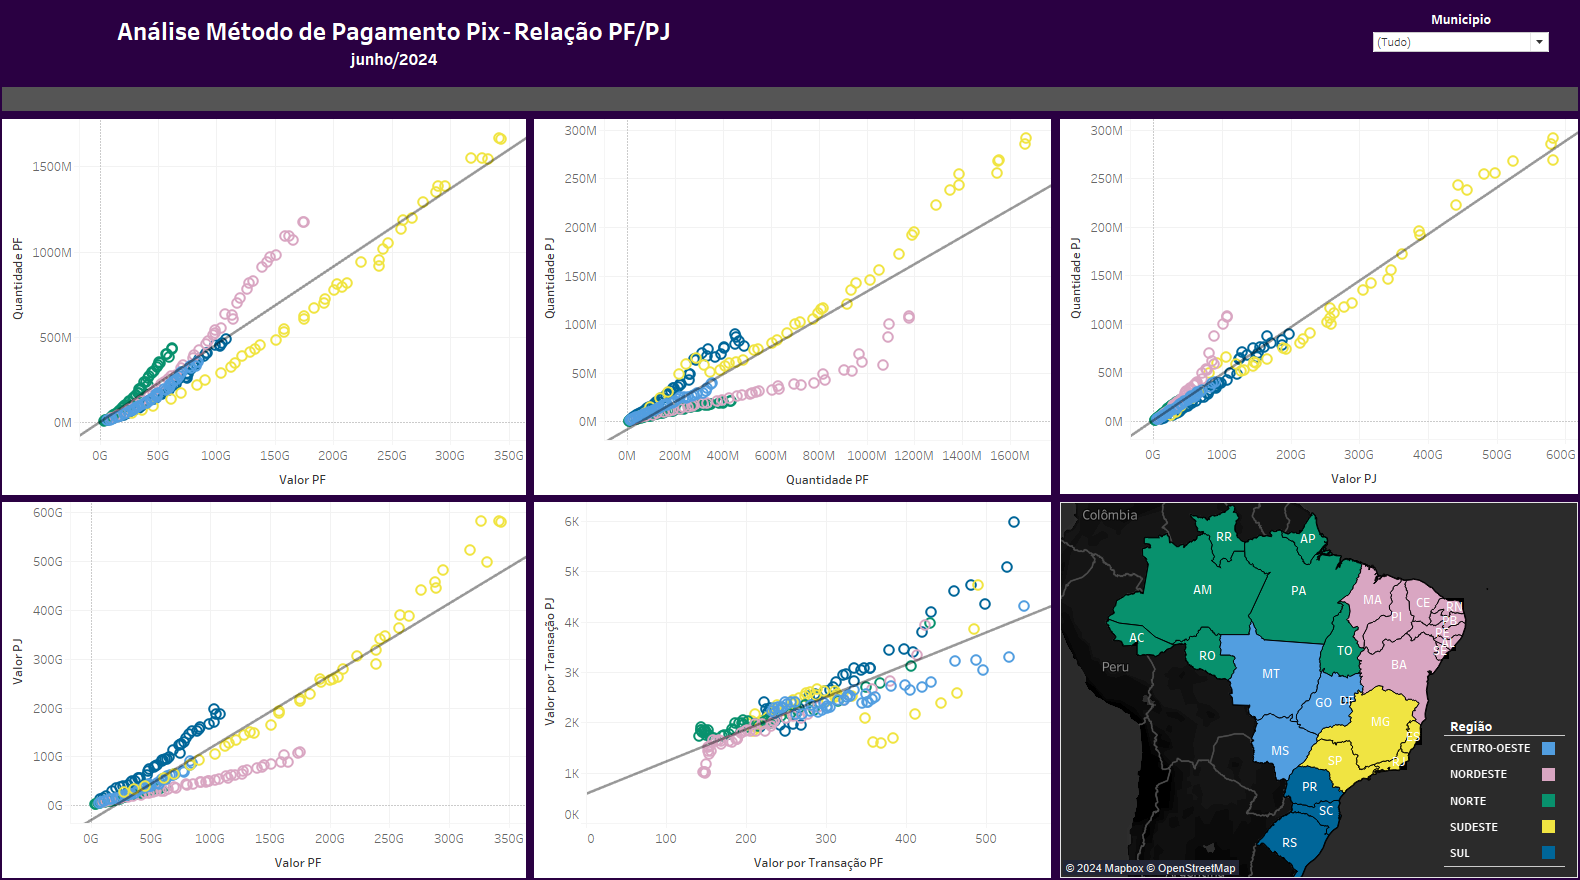 Análise Método de Pagamento Pix - Relação PF/PJ
junho/2024
Municipio
(Tudo)
Quantidade PF
1500M
1000M
500M
0M
0G 50G 100G 150G 200G 250G 300G 350G
Valor PF
Quantidade PJ
300M
250M
200M
150M
100M
50M
0M
0M 200M 400M 600M 800M 1000M 1200M 1400M 1600M
Quantidade PF
Quantidade PJ
300M
250M
200M
150M
100M
50M
0M
0G 100G 200G 300G 400G 500G 600G
Valor PJ
Valor PJ
600G
500G
400G
300G
200G
100G
0G
0G 50G 100G 150G 200G 250G 300G 350G
Valor PF
Valor por Transação PJ
6K
5K
4K
3K
2K
1K
0K
0 100 200 300 400 500
Valor por Transação PF
Colômbia
RR
AP
AM
PA
MA
CE
RN
PI
PB
PE
AL
SE
AC
RO
TO
BA
Peru
MT
GO
DF
MG
ES
MS
SP
RJ
PR
SC
RS
Região
CENTRO-OESTE
NORDESTE
NORTE
SUDESTE
SUL
© 2024 Mapbox © OpenStreetMap